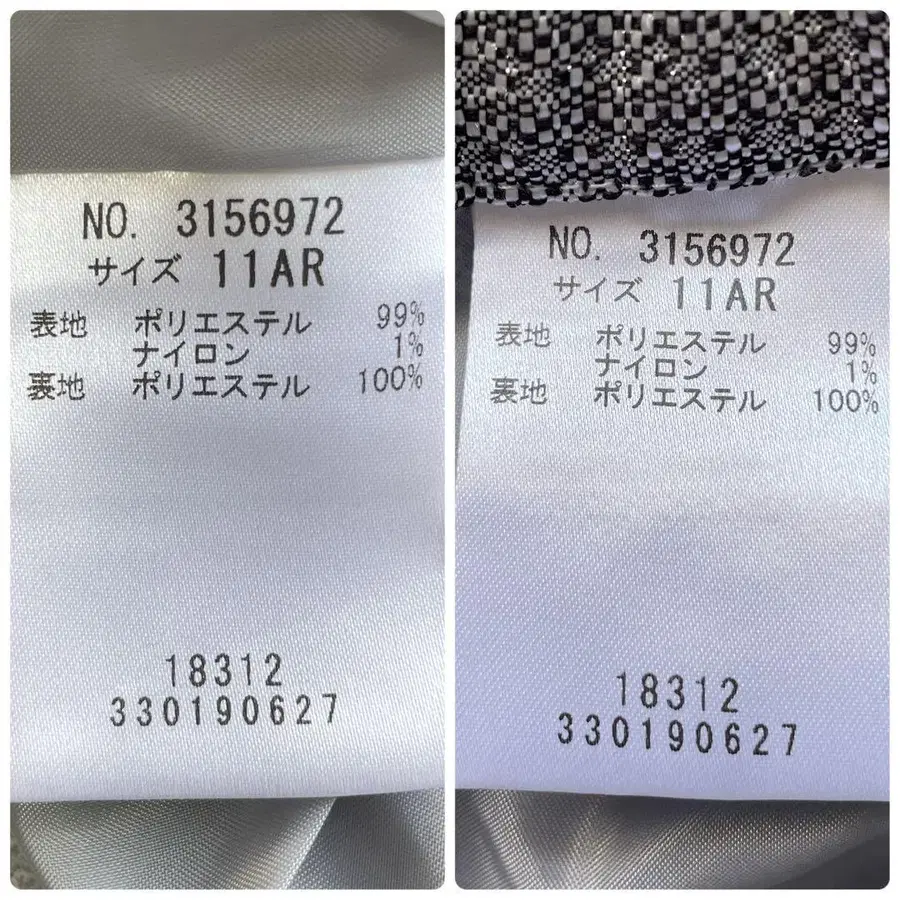 NO. 3156972
サイズ 11AR
表地 ポリエステル 99%
ナイロン 1%
裏地 ポリエステル 100%
18312
330190627
NO. 3156972
サイズ 11AR
表地 ポリエステル 99%
ナイロン 1%
裏地 ポリエステル 100%
18312
330190627